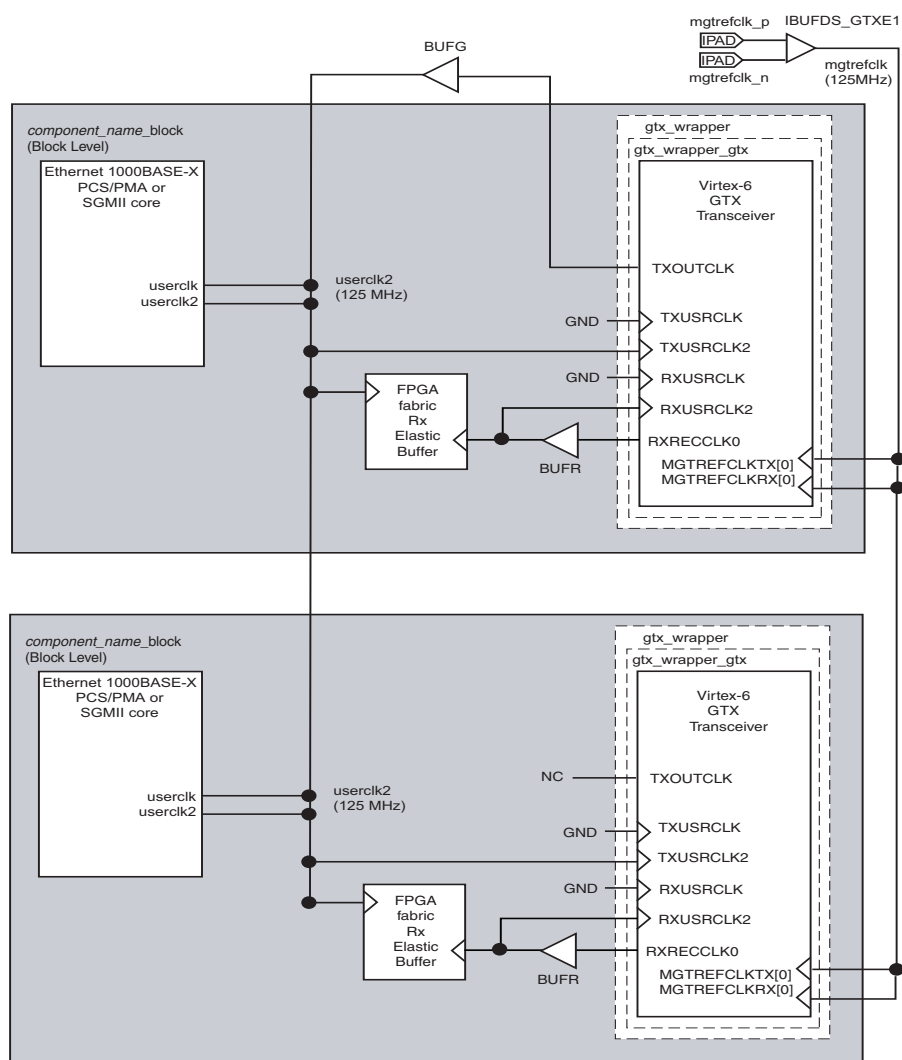 mgtrefclk_p
IBUFDS_GTXE1
IPAD
IPAD
mgtrefclk_n
mgtrefclk
(125MHz)
BUFG
component_name_block
(Block Level)
Ethernet 1000BASE-X
PCS/PMA or
SGMII core
userclk
userclk2
userclk2
(125 MHz)
gtx_wrapper
gtx_wrapper_gtx
Virtex-6
GTX
Transceiver
TXOUTCLK
GND
TXUSRCLK
TXUSRCLK2
GND
RXUSRCLK
RXUSRCLK2
RXRECCLK0
MGTREFCLKTX[0]
MGTREFCLKRX[0]
FPGA
fabric
Rx
Elastic
Buffer
BUFR
component_name_block
(Block Level)
Ethernet 1000BASE-X
PCS/PMA or
SGMII core
userclk
userclk2
userclk2
(125 MHz)
gtx_wrapper
gtx_wrapper_gtx
Virtex-6
GTX
Transceiver
NC
TXOUTCLK
GND
TXUSRCLK
TXUSRCLK2
GND
RXUSRCLK
RXUSRCLK2
RXRECCLK0
MGTREFCLKTX[0]
MGTREFCLKRX[0]
FPGA
fabric
Rx
Elastic
Buffer
BUFR